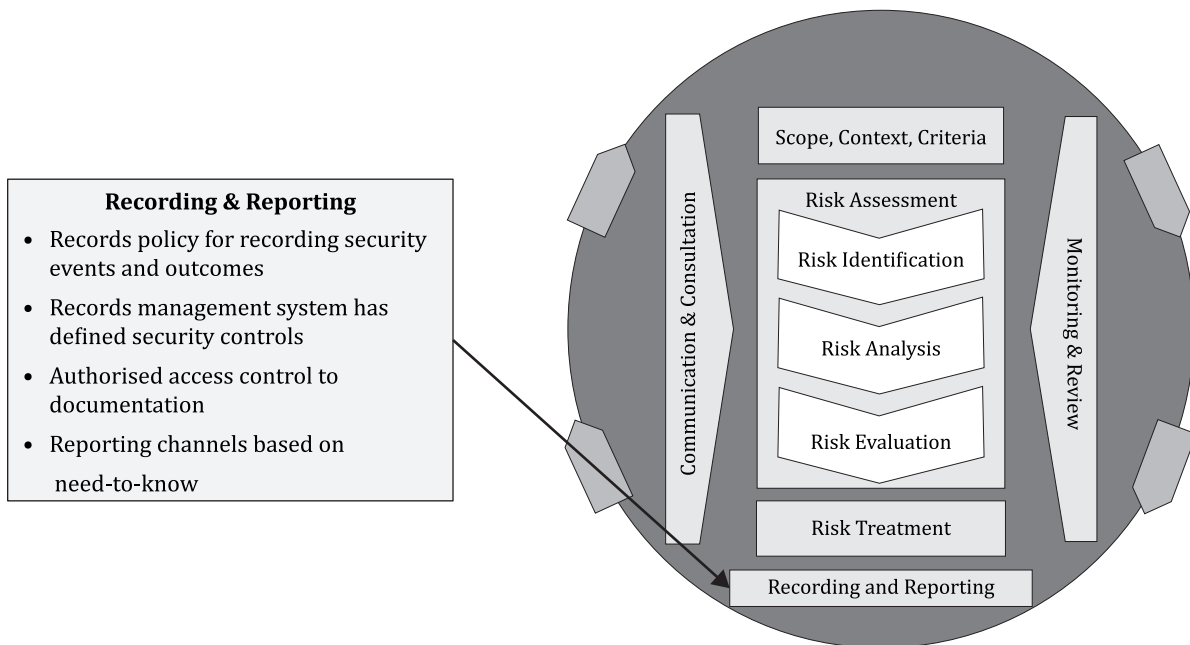 Recording & Reporting
• Records policy for recording security
events and outcomes
• Records management system has
defined security controls
• Authorised access control to
documentation
• Reporting channels based on
need-to-know
Communication & Consultation
Scope, Context, Criteria
Risk Assessment
Risk Identification
Risk Analysis
Risk Evaluation
Risk Treatment
Recording and Reporting
Monitoring & Review